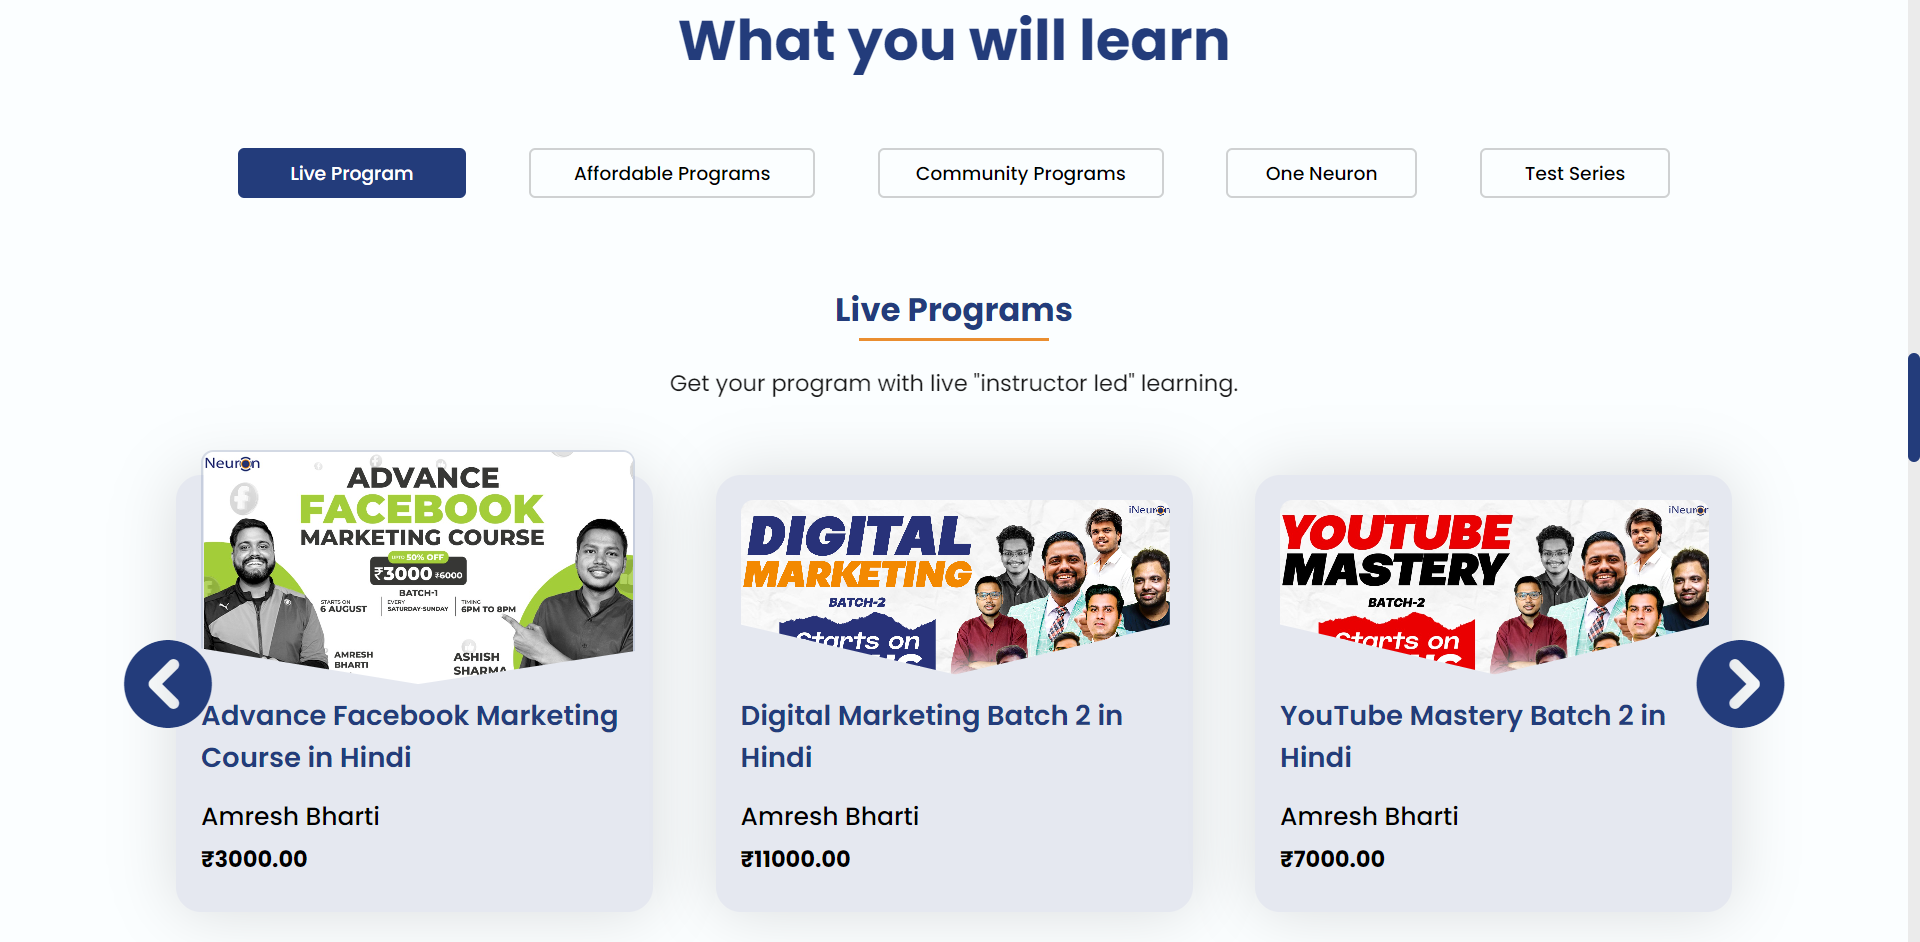 What you will learn
Live Program
Affordable Programs
Community Programs
One Neuron
Test Series
Live Programs
Get your program with live "instructor led" learning.
Neuron
ADVANCE
FACEBOOK
MARKETING COURSE
UPTO 50% OFF
₹3000 ₹6000
BATCH-1
STARTS ON
6 AUGUST
EVERY
SATURDAY-SUNDAY
TIMING
6PM TO 8PM
AMRESH
BHARTI
ASHISH
SHARMA
Advance Facebook Marketing
Course in Hindi
Amresh Bharti
₹3000.00
iNeuron
DIGITAL
MARKETING
BATCH-2
Starts on
Digital Marketing Batch 2 in
Hindi
Amresh Bharti
₹11000.00
iNeuron
YOUTUBE
MASTERY
BATCH-2
Starts on
YouTube Mastery Batch 2 in
Hindi
Amresh Bharti
₹7000.00